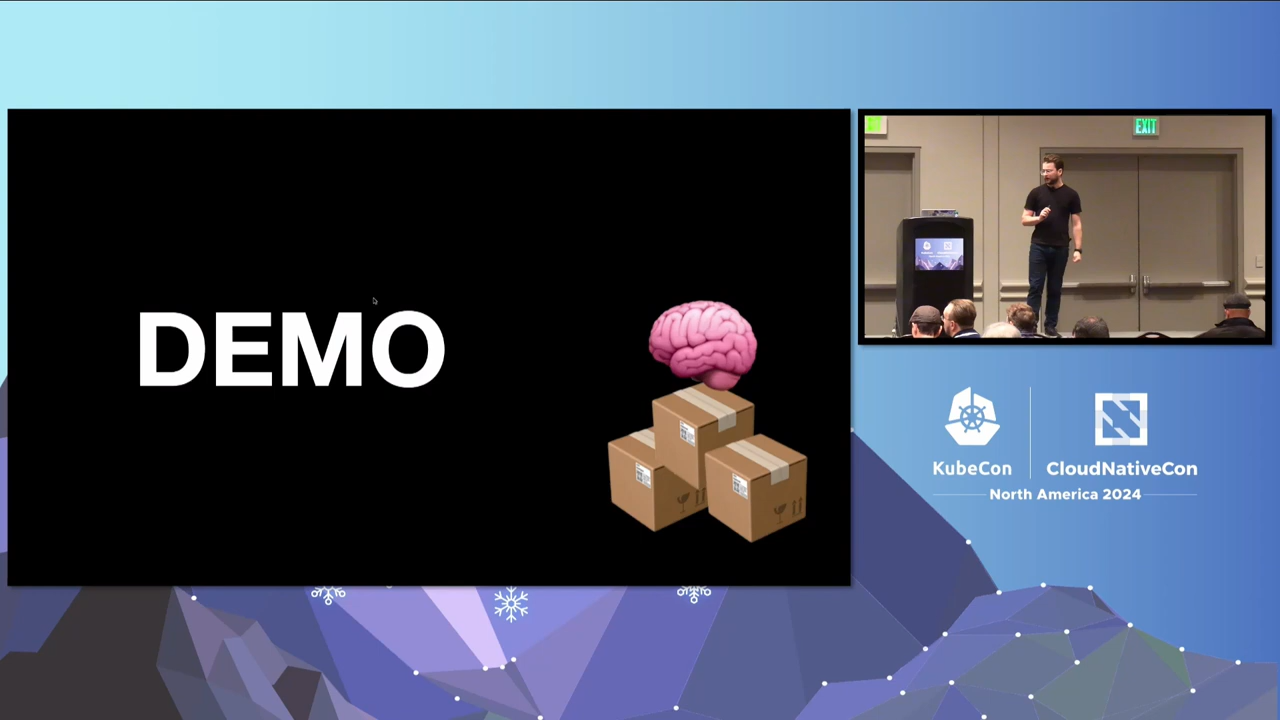 DEMO
EXIT
KubeCon
CloudNativeCon
North America 2024